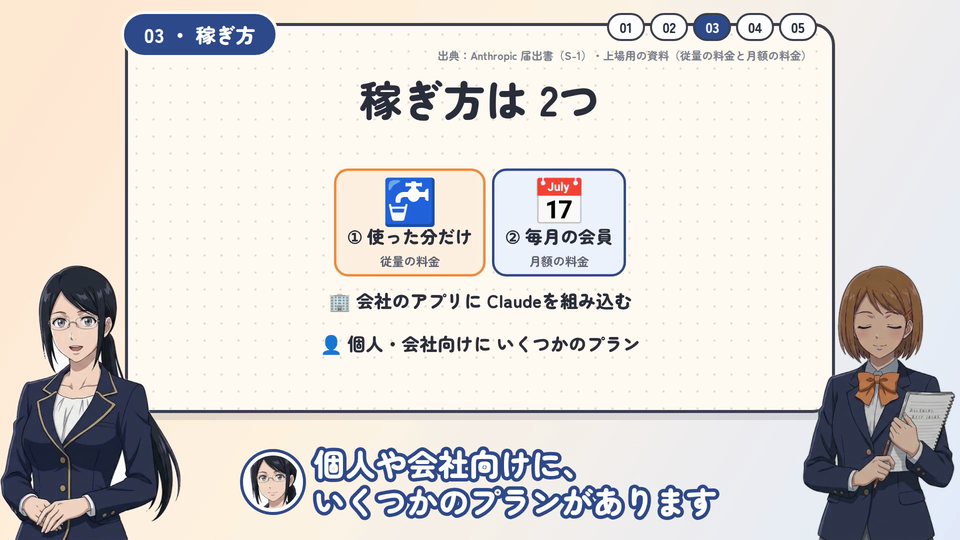 03 ・ 稼ぎ方
01 02 03 04 05
出典：Anthropic 届出書（S-1）・上場用の資料（従量の料金と月額の料金）
稼ぎ方は 2つ
July
17
① 使った分だけ
従量の料金
② 毎月の会員
月額の料金
会社のアプリに Claudeを組み込む
個人・会社向けに いくつかのプラン
個人や会社向けに、
いくつかのプランがあります